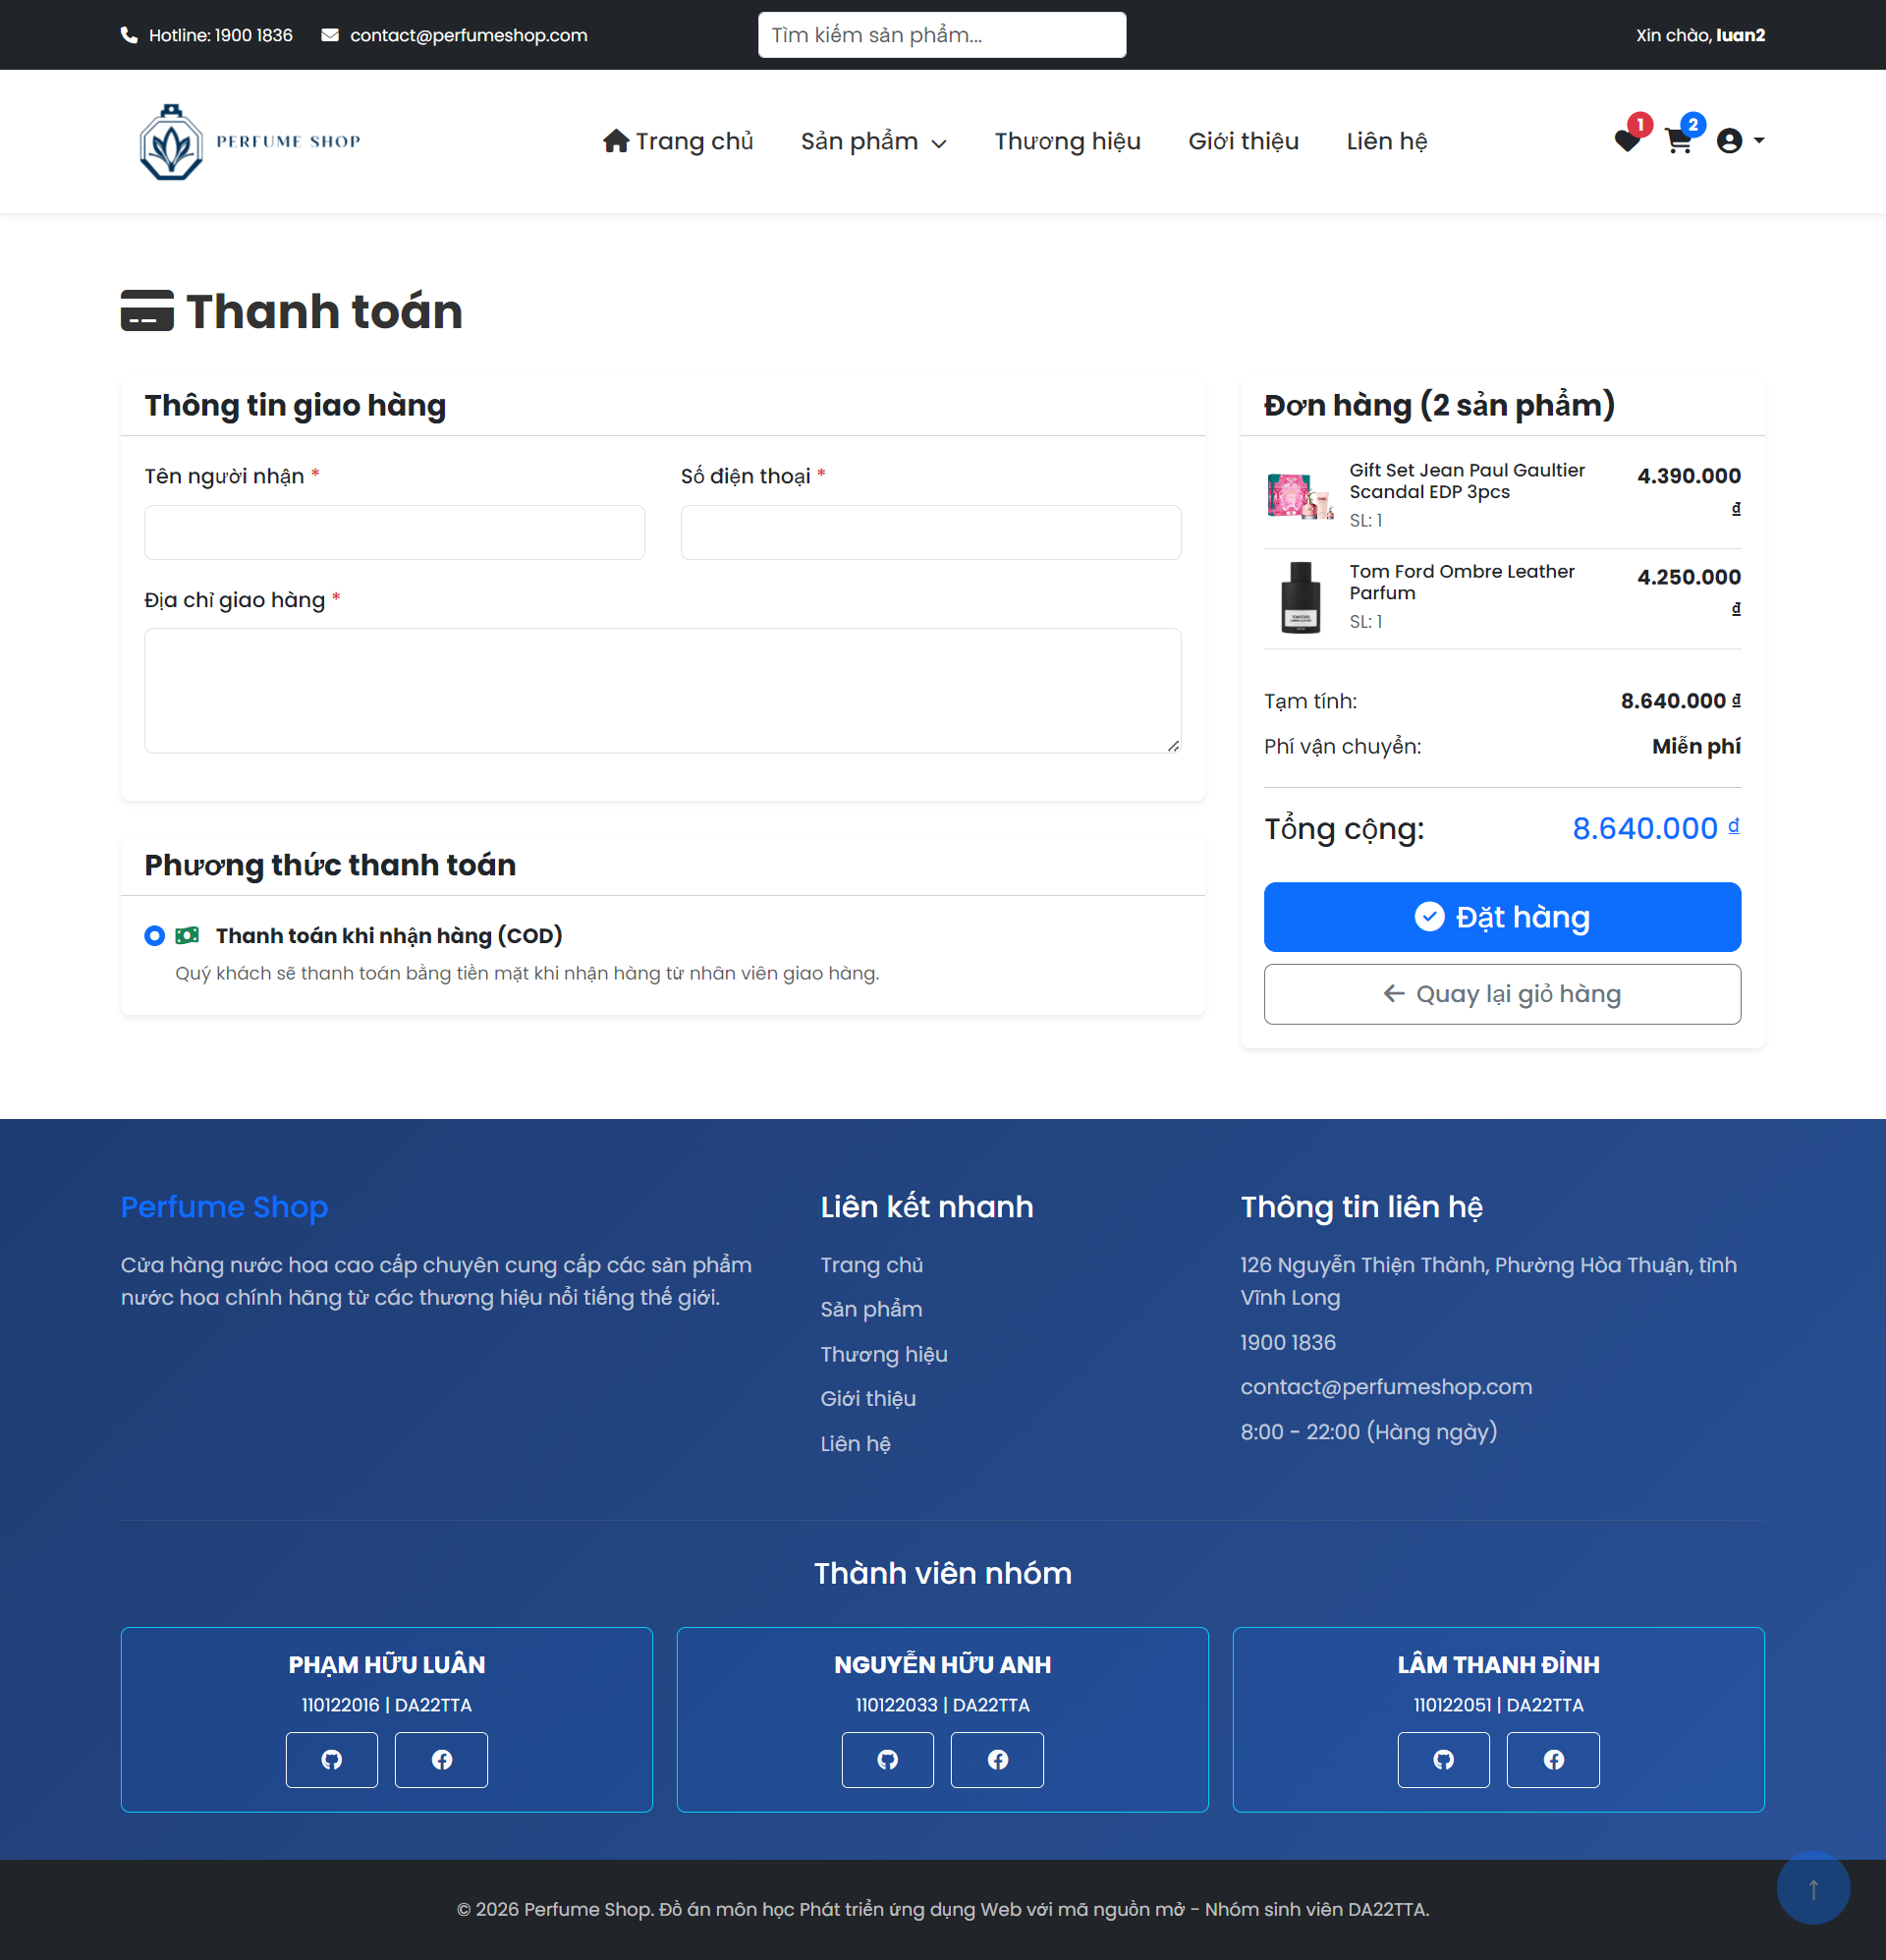 Hotline: 1900 1836
contact@perfumeshop.com
Tìm kiếm sản phẩm...
Xin chào, luan2
PERFUME SHOP
Trang chủ
Sản phẩm
Thương hiệu
Giới thiệu
Liên hệ
1
2
Thanh toán
Thông tin giao hàng
Tên người nhận *
Số điện thoại *
Địa chỉ giao hàng *
Phương thức thanh toán
Thanh toán khi nhận hàng (COD)
Quý khách sẽ thanh toán bằng tiền mặt khi nhận hàng từ nhân viên giao hàng.
Đơn hàng (2 sản phẩm)
Gift Set Jean Paul Gaultier
Scandal EDP 3pcs
SL: 1
4.390.000
₫
Tom Ford Ombre Leather
Parfum
SL: 1
4.250.000
₫
Tạm tính:
8.640.000 ₫
Phí vận chuyển:
Miễn phí
Tổng cộng:
8.640.000 ₫
Đặt hàng
Quay lại giỏ hàng
Perfume Shop
Cửa hàng nước hoa cao cấp chuyên cung cấp các sản phẩm
nước hoa chính hãng từ các thương hiệu nổi tiếng thế giới.
Liên kết nhanh
Trang chủ
Sản phẩm
Thương hiệu
Giới thiệu
Liên hệ
Thông tin liên hệ
126 Nguyễn Thiện Thành, Phường Hòa Thuận, tỉnh
Vĩnh Long
1900 1836
contact@perfumeshop.com
8:00 - 22:00 (Hàng ngày)
Thành viên nhóm
PHẠM HỮU LUÂN
110122016 | DA22TTA
NGUYỄN HỮU ANH
110122033 | DA22TTA
LÂM THANH ĐỈNH
110122051 | DA22TTA
© 2026 Perfume Shop. Đồ án môn học Phát triển ứng dụng Web với mã nguồn mở - Nhóm sinh viên DA22TTA.
↑